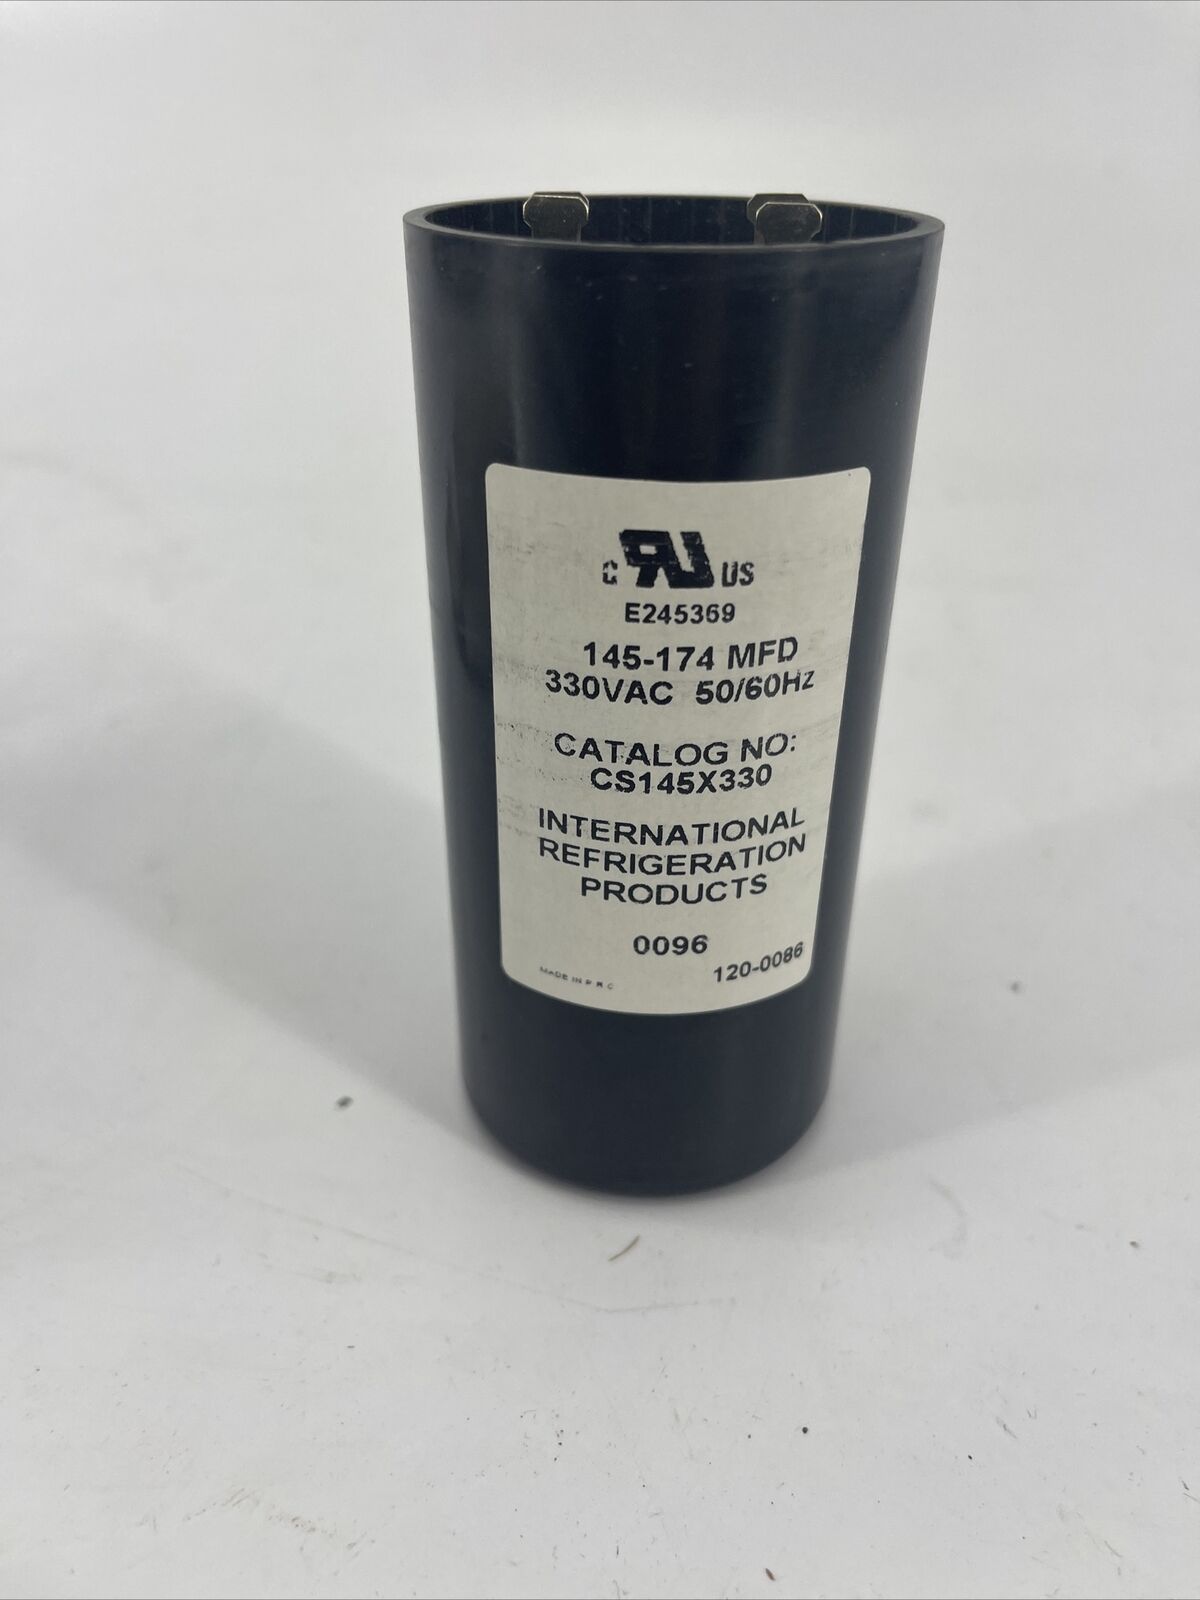 C RU US
E245369
145-174 MFD
330VAC 50/60Hz
CATALOG NO:
CS145X330
INTERNATIONAL
REFRIGERATION
PRODUCTS
0096
120-0086
MADE IN P R C